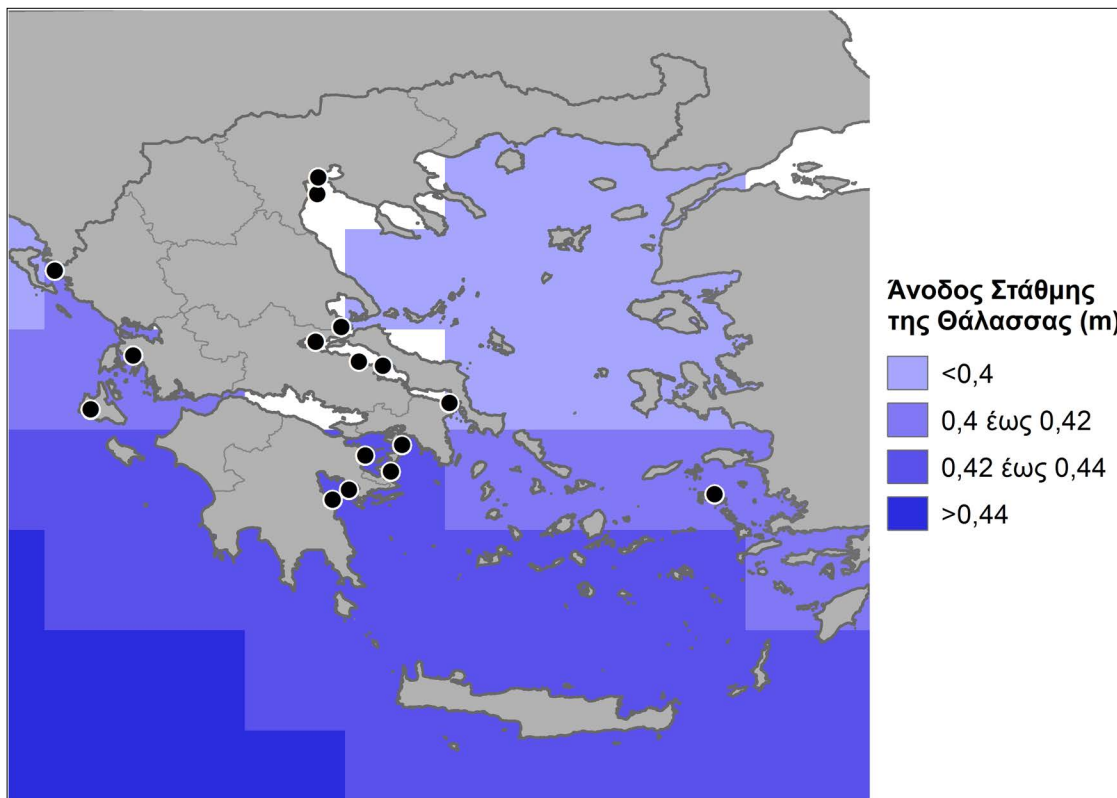 Άνοδος Στάθμης
της Θάλασσας (m)
<0,4
0,4 έως 0,42
0,42 έως 0,44
>0,44